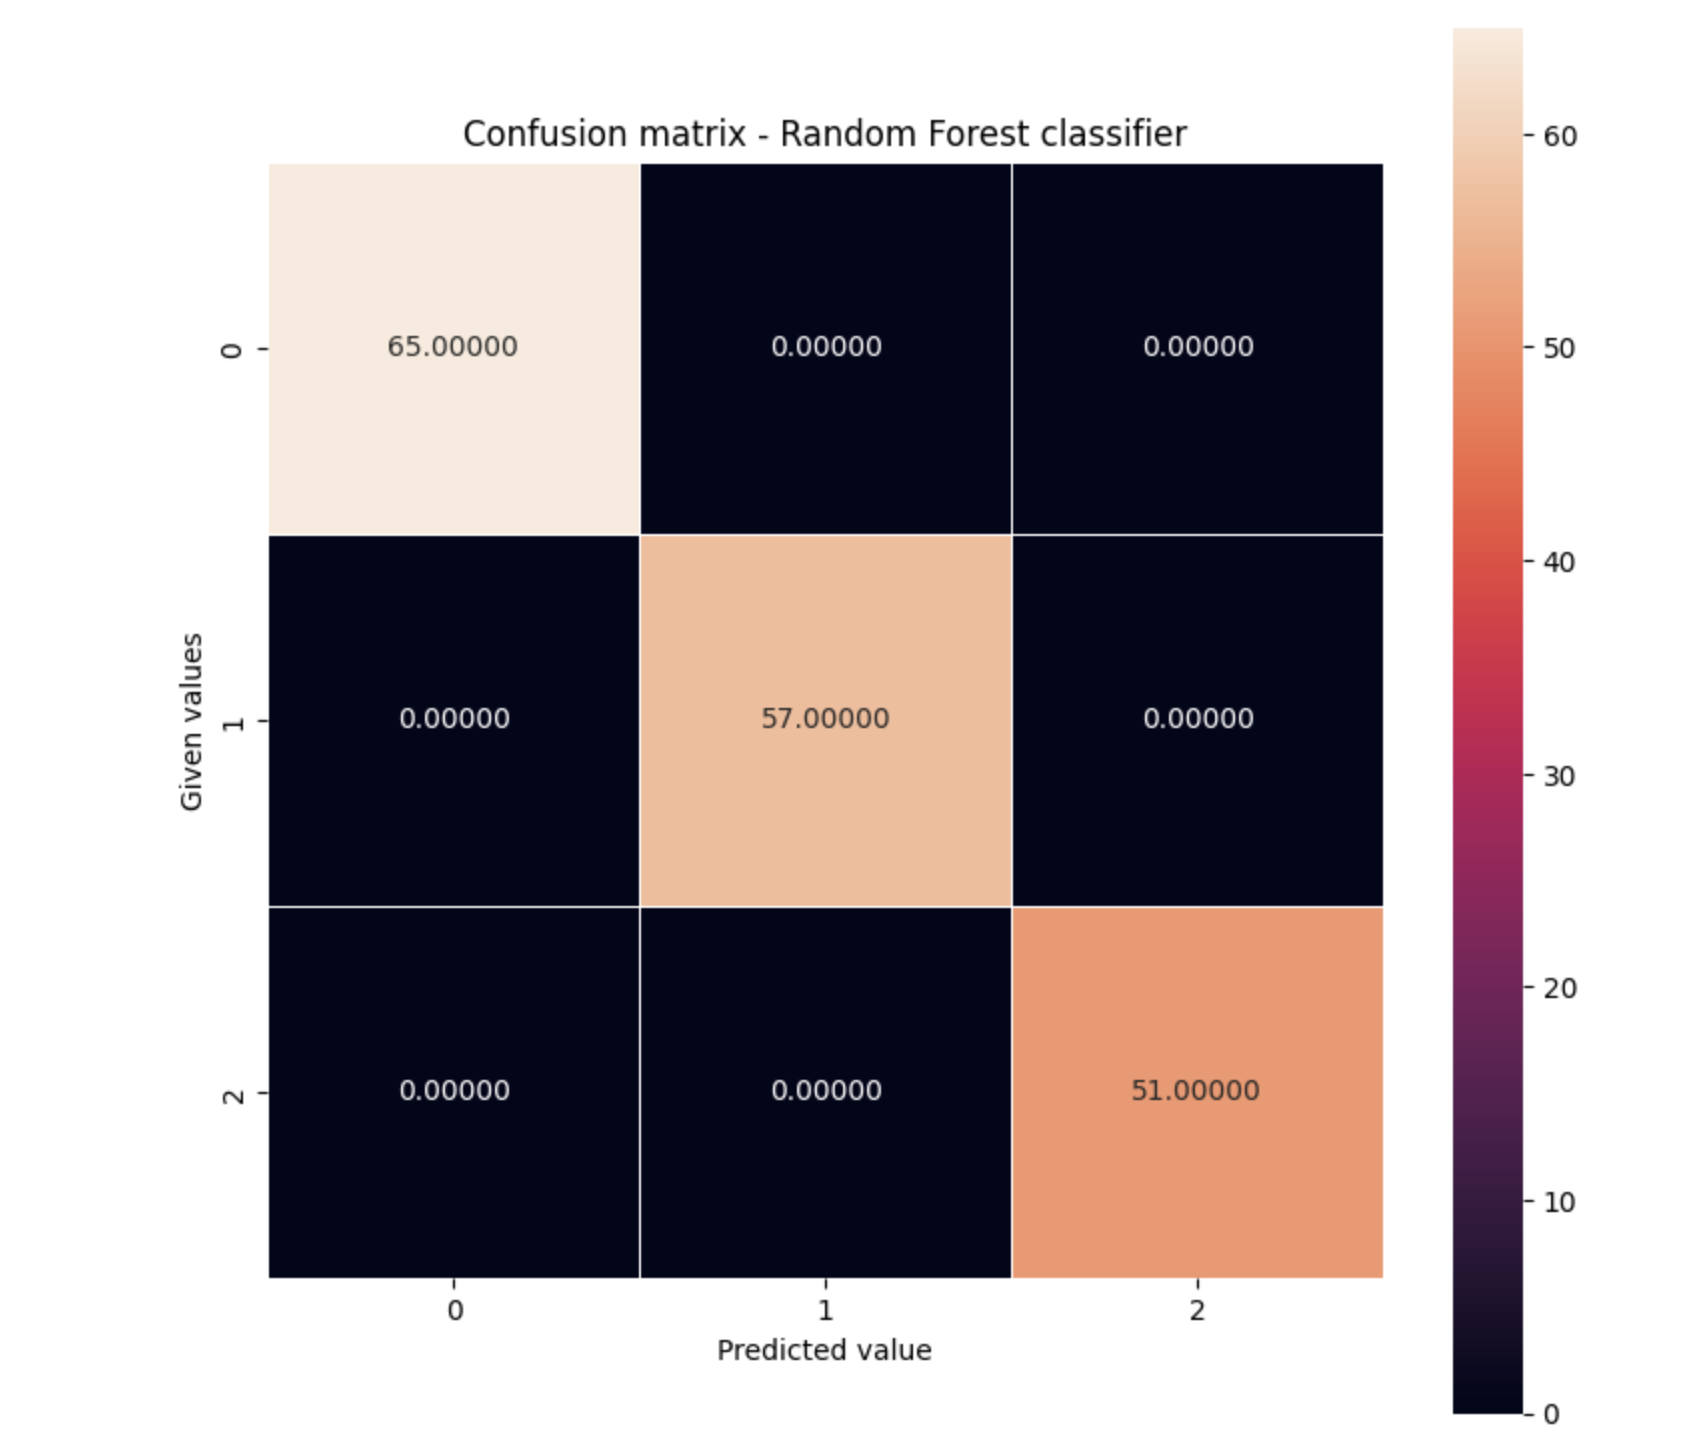 Confusion matrix - Random Forest classifier
65.00000 0.00000 0.00000
0.00000 57.00000 0.00000
0.00000 0.00000 51.00000
0
1
2
Given values
0 1 2
Predicted value
60
50
40
30
20
10
0